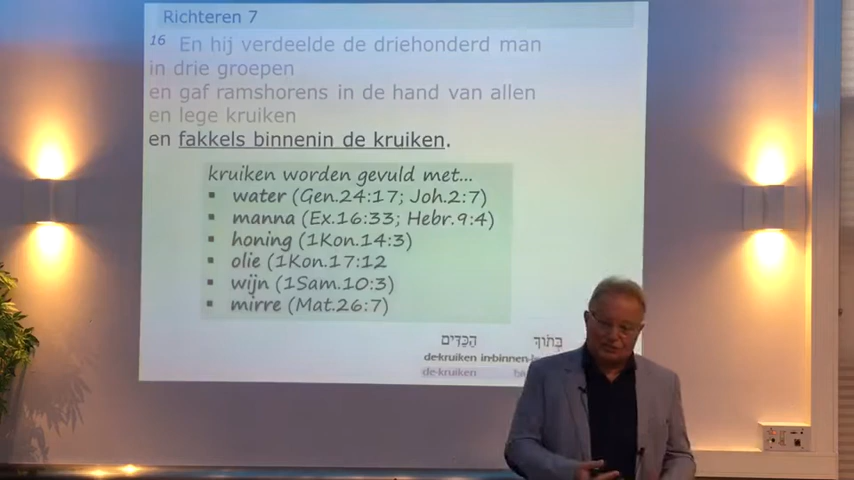 Richteren 7
16 En hij verdeelde de driehonderd man
in drie groepen
en gaf ramshorens in de hand van allen
en lege kruiken
en fakkels binnenin de kruiken.
kruiken worden gevuld met...
▪ water (Gen.24:17; Joh.2:7)
▪ manna (Ex.16:33; Hebr.9:4)
▪ honing (1Kon.14:3)
▪ olie (1Kon.17:12
▪ wijn (1Sam.10:3)
▪ mirre (Mat.26:7)
הַכַּדִּים בְּתוֹךְ
de~kruiken in~binnen~
de~kruiken